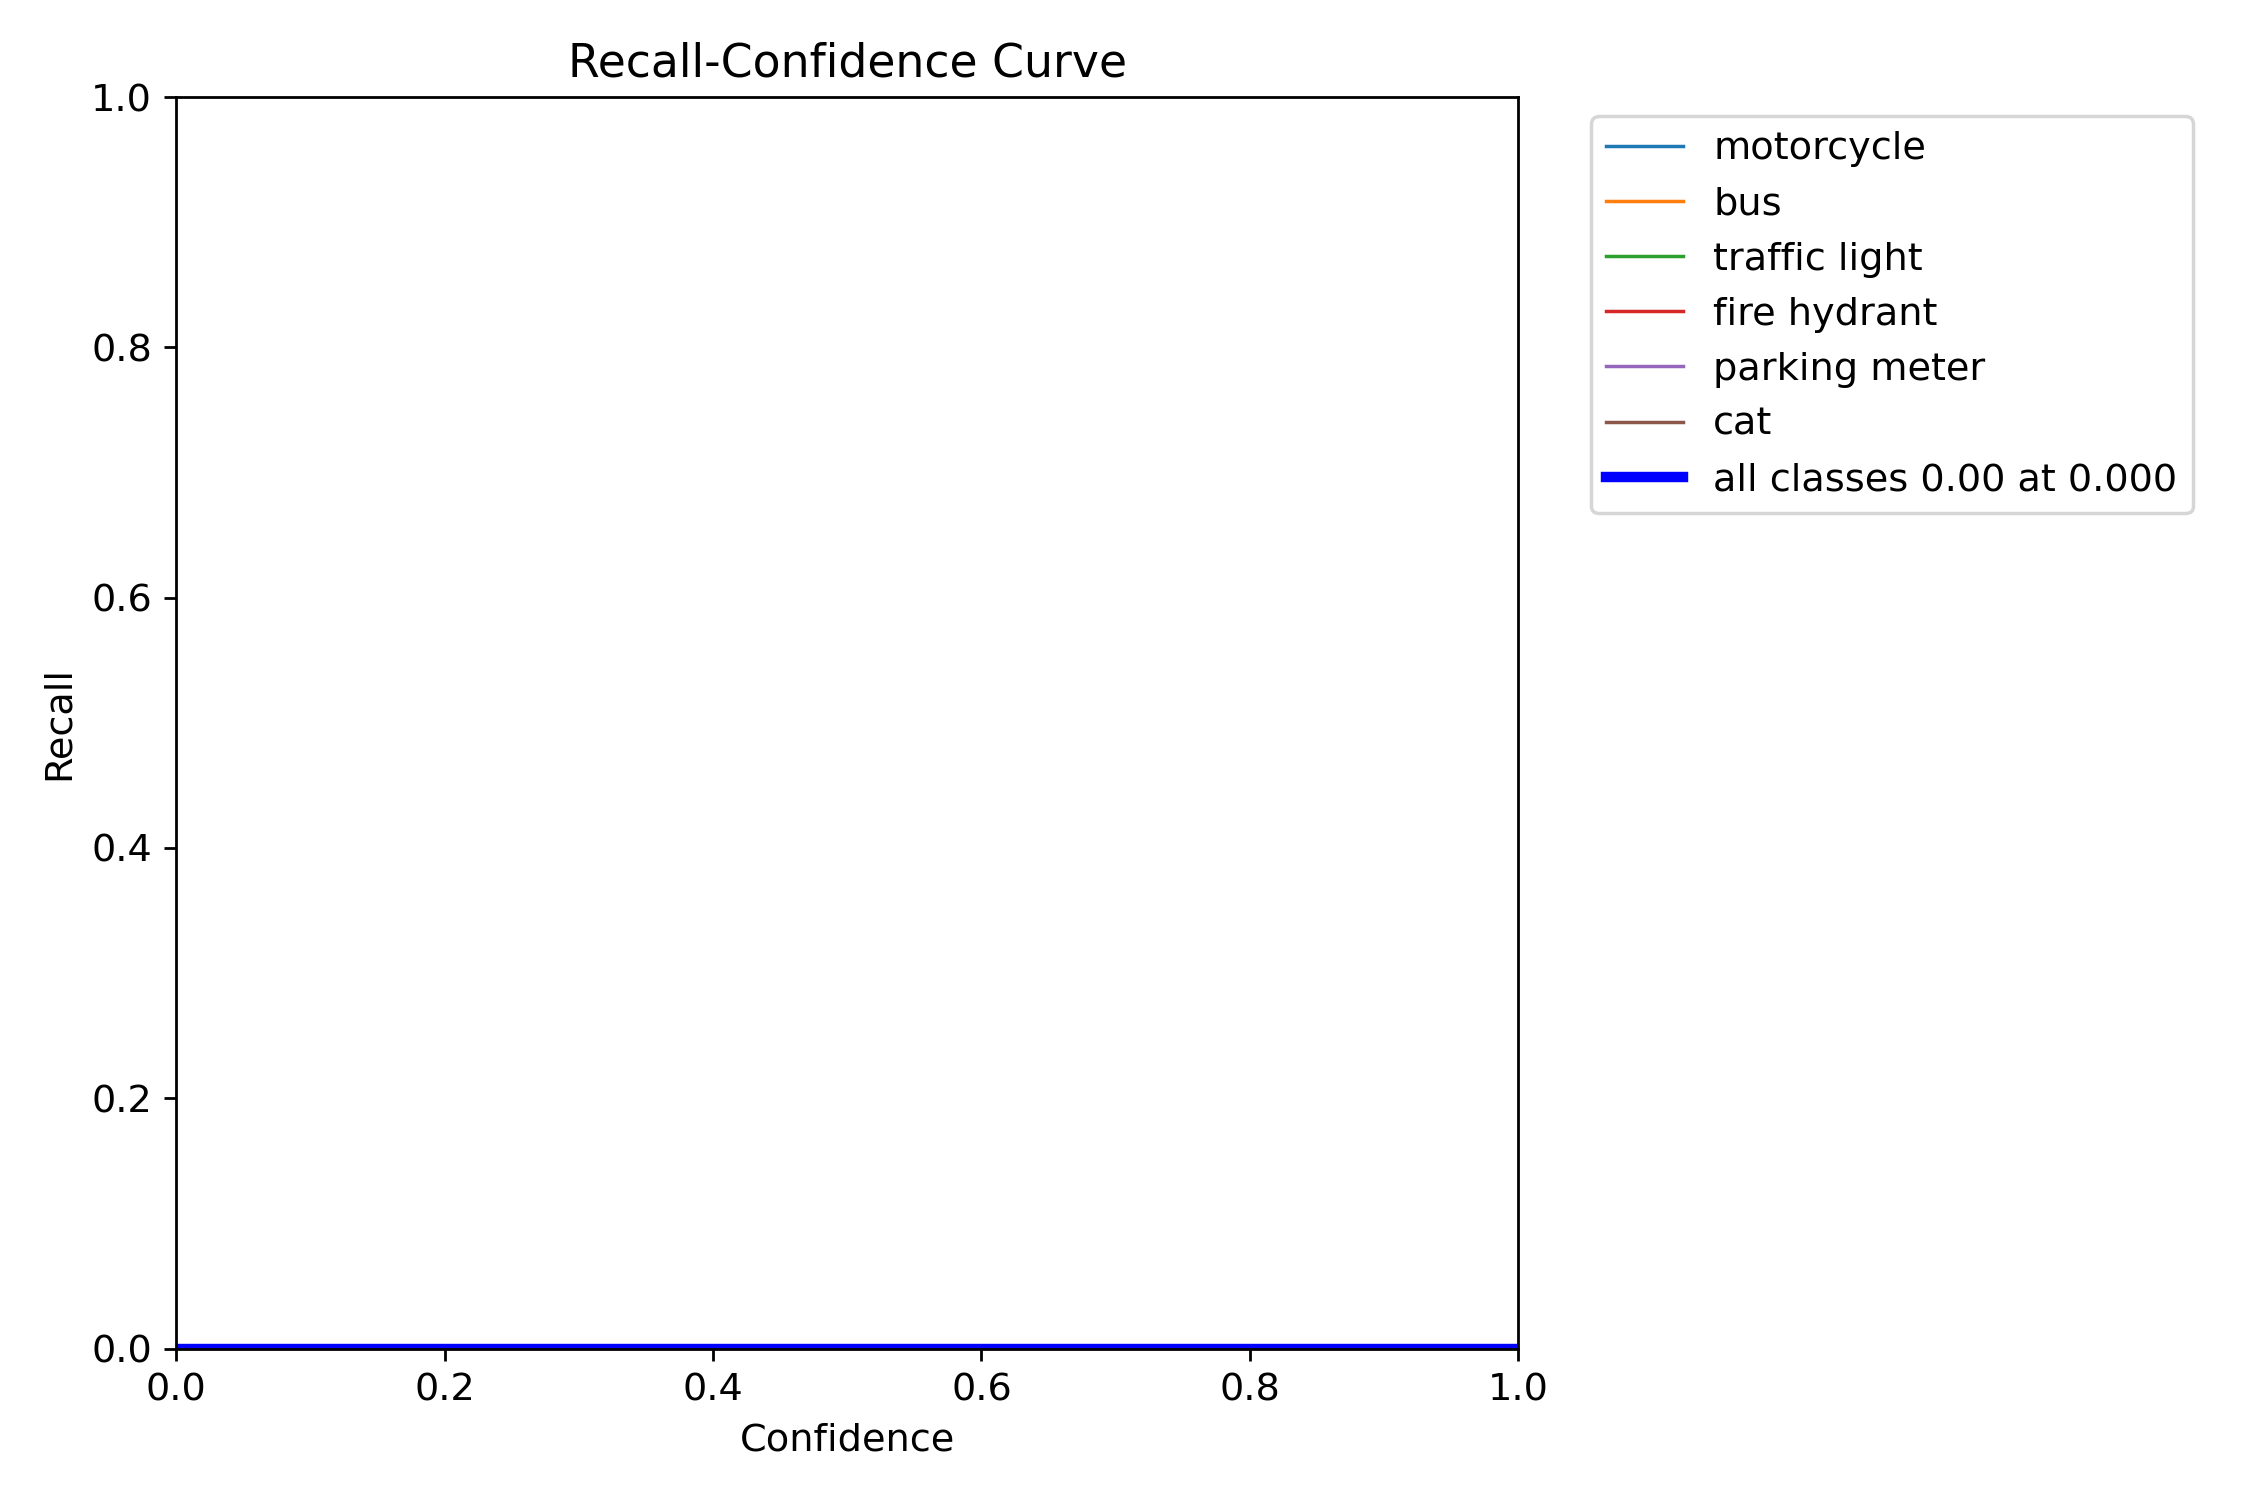 Recall-Confidence Curve
1.0
0.8
0.6
0.4
0.2
0.0
Recall
0.0 0.2 0.4 0.6 0.8 1.0
Confidence
motorcycle
bus
traffic light
fire hydrant
parking meter
cat
all classes 0.00 at 0.000